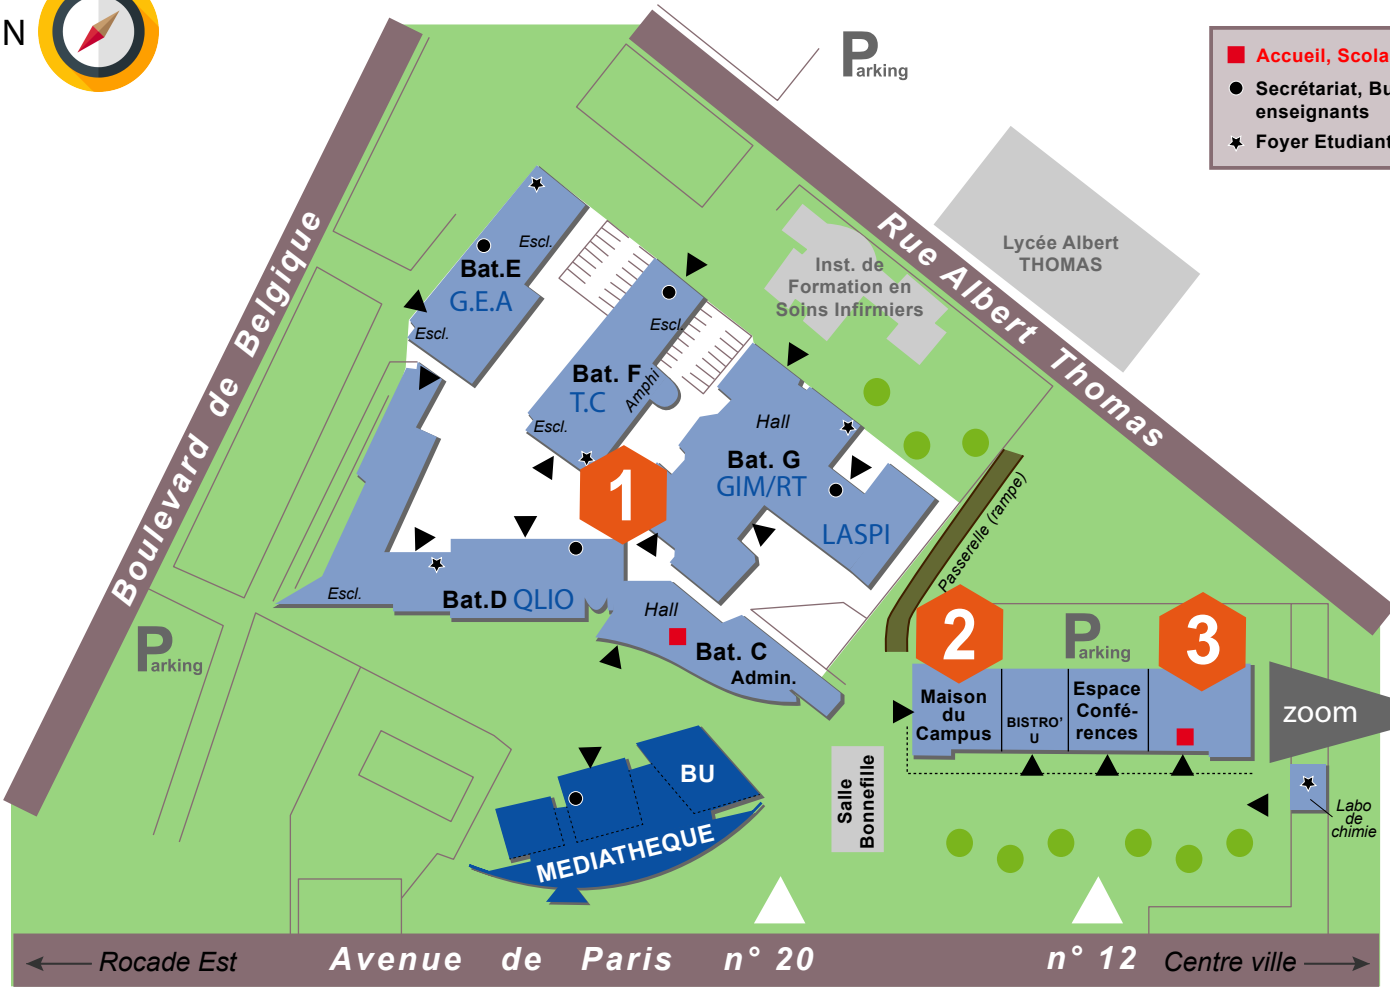 N
Parking
Accueil, Scola
Secrétariat, Bu
enseignants
Foyer Etudiant
Boulevard de Belgique
Rue Albert Thomas
Lycée Albert
THOMAS
Inst. de
Formation en
Soins Infirmiers
Escl.
Bat.E
G.E.A
Escl.
Escl.
Bat. F
T.C
Amphi
Escl.
Hall
Bat. G
GIM/RT
LASPI
1
Passerelle (rampe)
Escl.
Bat.D QLIO
Hall
Bat. C
Admin.
Parking
2
Parking
3
Maison
du
Campus
BISTRO'
U
Espace
Confé-
rences
zoom
Salle
Bonnefille
Labo
de
chimie
BU
MEDIATHEQUE
Rocade Est
Avenue de Paris n° 20
n° 12
Centre ville